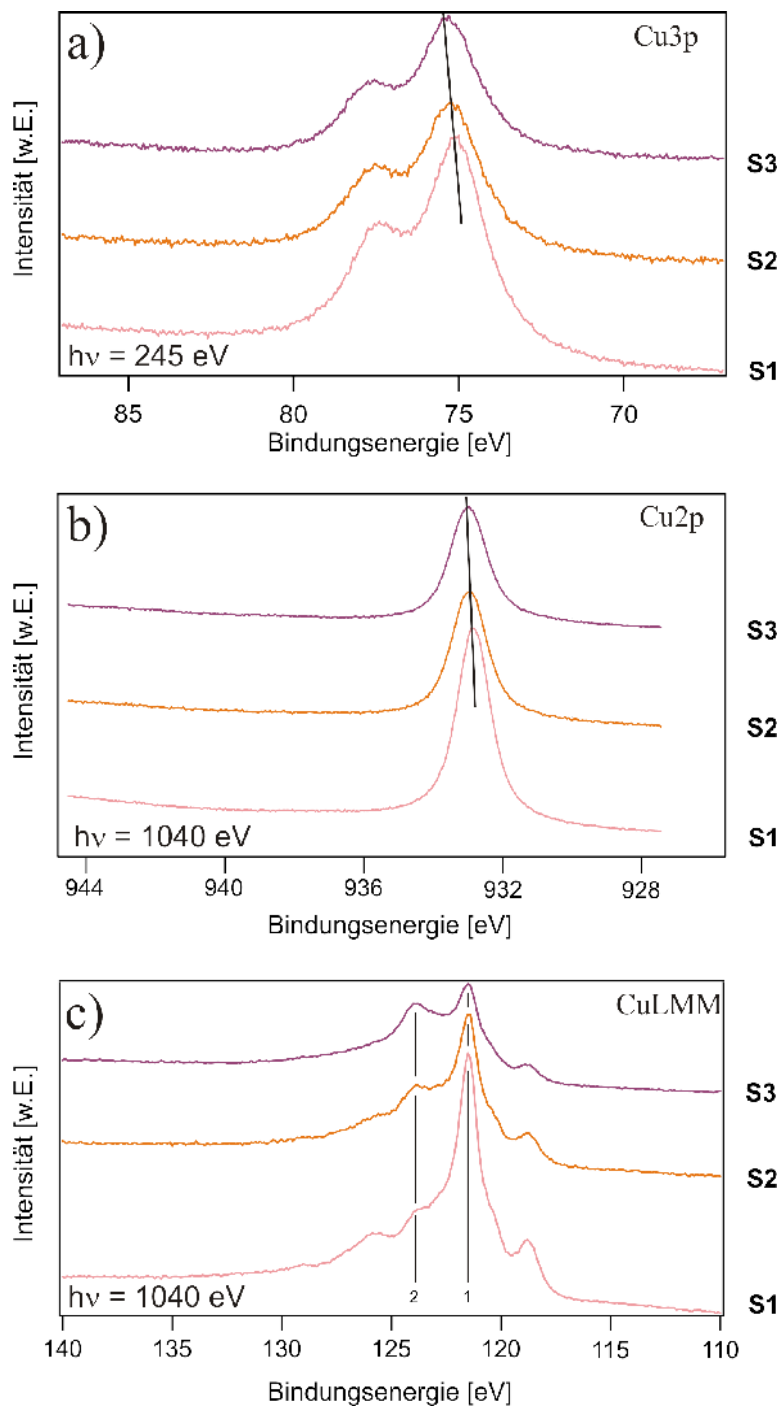 a)
Cu3p
Intensität [w.E.]
S3
S2
S1
hν = 245 eV
85 80 75 70
Bindungsenergie [eV]
b)
Cu2p
Intensität [w.E.]
S3
S2
S1
hν = 1040 eV
944 940 936 932 928
Bindungsenergie [eV]
c)
CuLMM
Intensität [w.E.]
S3
S2
S1
hν = 1040 eV
2 1
140 135 130 125 120 115 110
Bindungsenergie [eV]